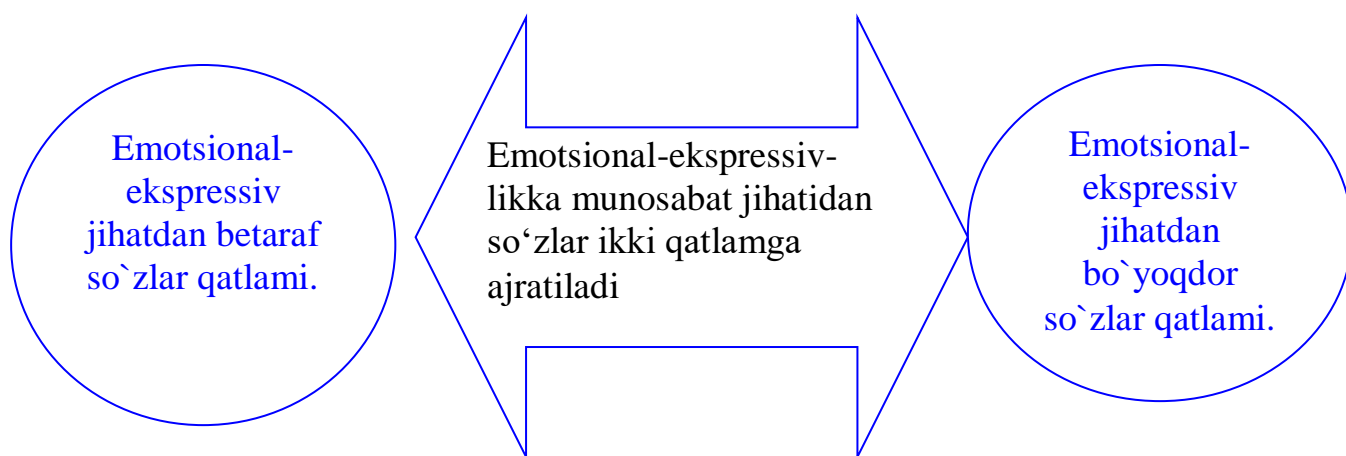 Emotsional-
ekspressiv
jihatdan betaraf
so`zlar qatlami.
Emotsional-ekspressiv-
likka munosabat jihatidan
so‘zlar ikki qatlamga
ajratiladi
Emotsional-
ekspressiv
jihatdan
bo`yoqdor
so`zlar qatlami.